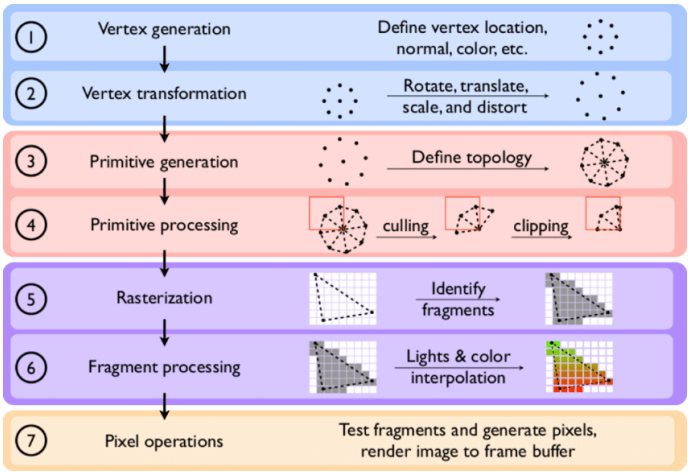 1
Vertex generation
Define vertex location,
normal, color, etc.
2
Vertex transformation
Rotate, translate,
scale, and distort
3
Primitive generation
Define topology
4
Primitive processing
culling
clipping
5
Rasterization
Identify
fragments
6
Fragment processing
Lights & color
interpolation
7
Pixel operations
Test fragments and generate pixels,
render image to frame buffer